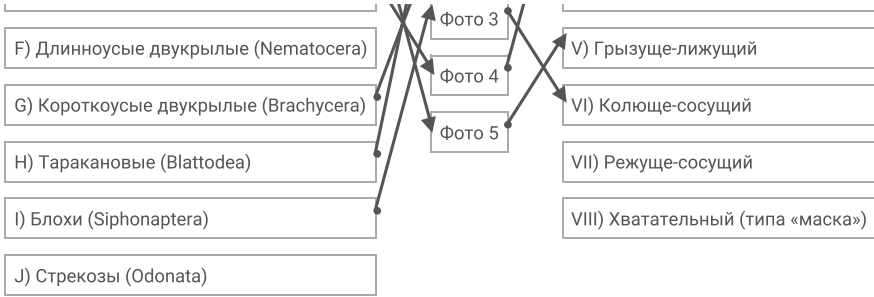 Фото 3
F) Длинноусые двукрылые (Nematocera)
V) Грызуще-лижущий
Фото 4
G) Короткоусые двукрылые (Brachycera)
VI) Колюще-сосущий
Фото 5
H) Таракановые (Blattodea)
VII) Режуще-сосущий
I) Блохи (Siphonaptera)
VIII) Хватательный (типа «маска»)
J) Стрекозы (Odonata)